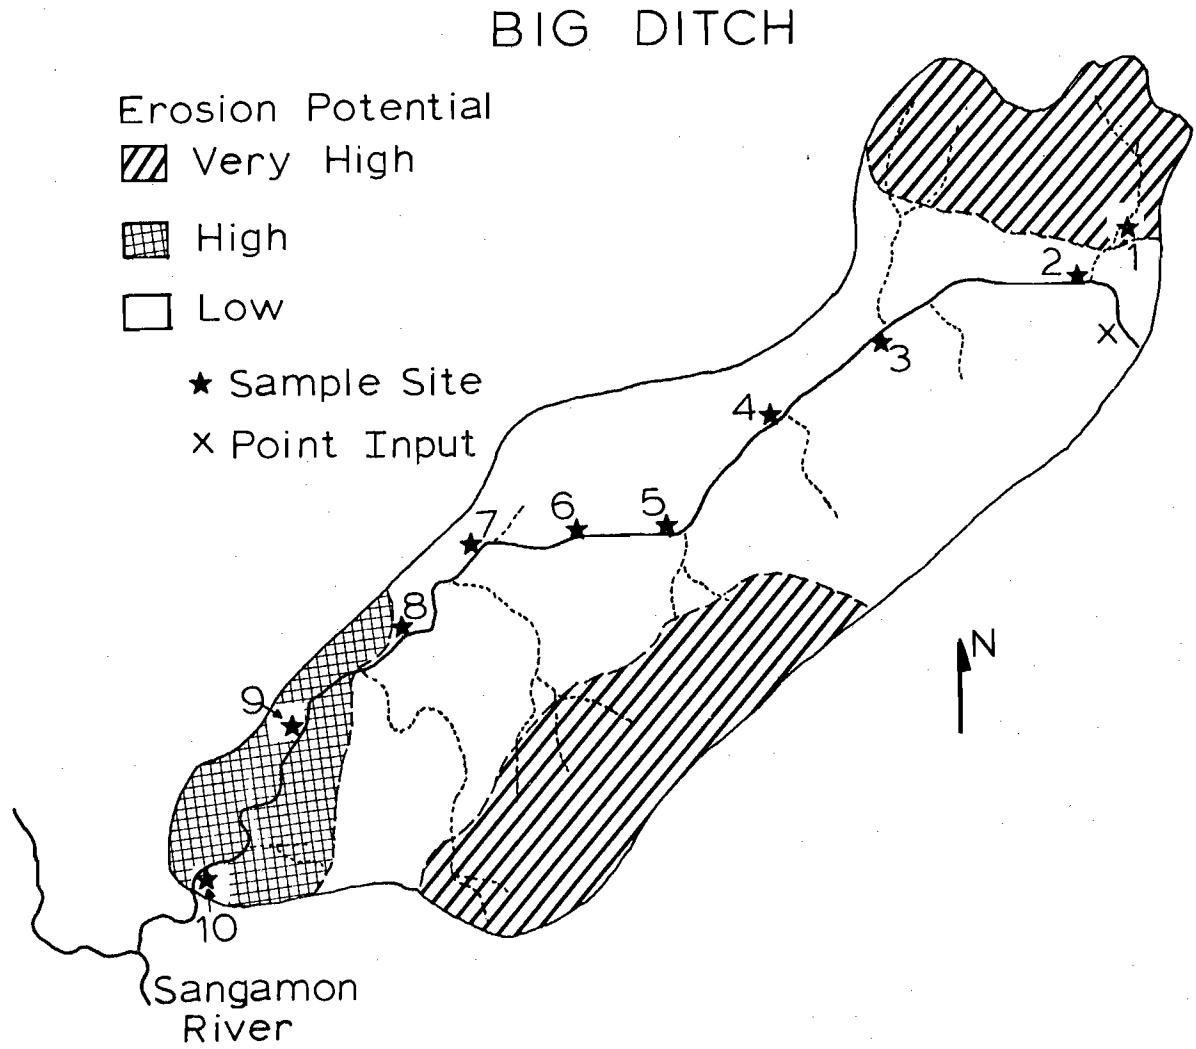 BIG DITCH
Erosion Potential
Very High
High
Low
Sample Site
x Point Input
1
2
x
3
4
5
6
7
8
9
10
N
Sangamon
River